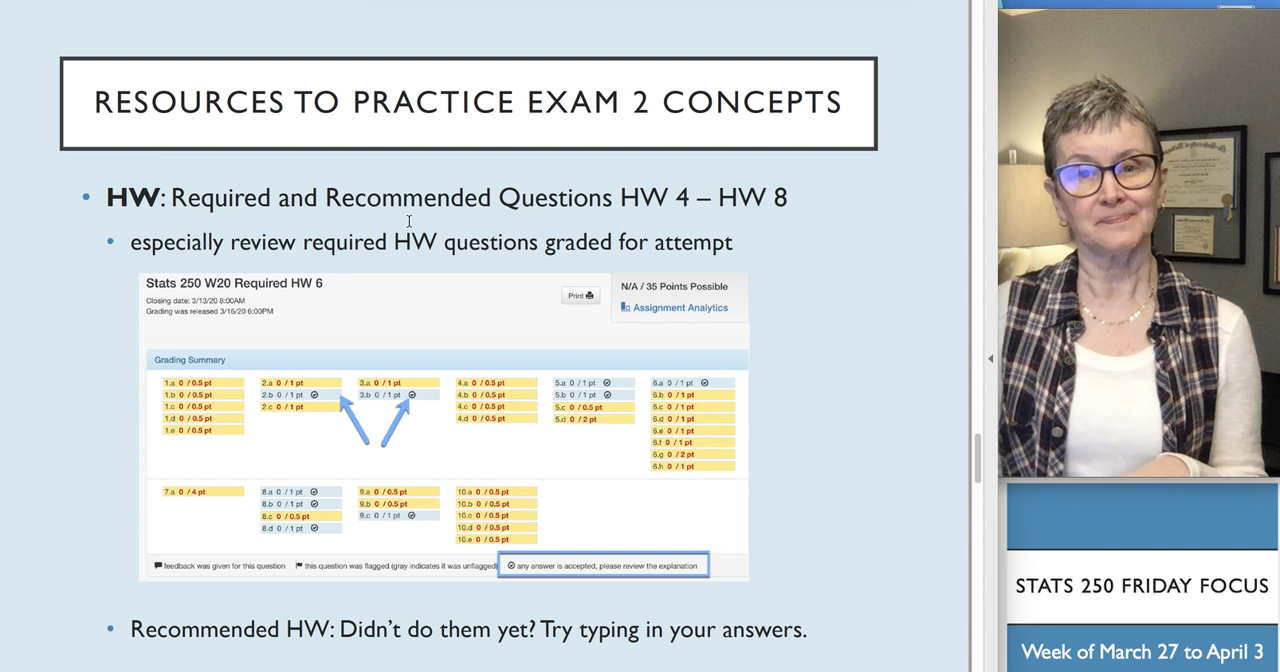 RESOURCES TO PRACTICE EXAM 2 CONCEPTS
• HW: Required and Recommended Questions HW 4 – HW 8
• especially review required HW questions graded for attempt
Stats 250 W20 Required HW 6
Closing date: 3/13/20 8:00AM
Grading was released 3/16/20 6:00PM
Print
N/A / 35 Points Possible
Assignment Analytics
Grading Summary
1.a 0 / 0.5 pt
1.b 0 / 0.5 pt
1.c 0 / 0.5 pt
1.d 0 / 0.5 pt
1.e 0 / 0.5 pt
2.a 0 / 1 pt
2.b 0 / 1 pt
2.c 0 / 1 pt
3.a 0 / 1 pt
3.b 0 / 1 pt
4.a 0 / 0.5 pt
4.b 0 / 0.5 pt
4.c 0 / 0.5 pt
4.d 0 / 0.5 pt
5.a 0 / 1 pt
5.b 0 / 1 pt
5.c 0 / 0.5 pt
5.d 0 / 2 pt
6.a 0 / 1 pt
6.b 0 / 1 pt
6.c 0 / 1 pt
6.d 0 / 1 pt
6.e 0 / 1 pt
6.f 0 / 1 pt
6.g 0 / 2 pt
6.h 0 / 1 pt
7.a 0 / 4 pt
8.a 0 / 1 pt
8.b 0 / 1 pt
8.c 0 / 0.5 pt
8.d 0 / 1 pt
9.a 0 / 0.5 pt
9.b 0 / 0.5 pt
9.c 0 / 1 pt
10.a 0 / 0.5 pt
10.b 0 / 0.5 pt
10.c 0 / 0.5 pt
10.d 0 / 0.5 pt
10.e 0 / 0.5 pt
feedback was given for this question
this question was flagged (gray indicates it was unflagged)
any answer is accepted, please review the explanation
• Recommended HW: Didn't do them yet? Try typing in your answers.
STATS 250 FRIDAY FOCUS
Week of March 27 to April 3